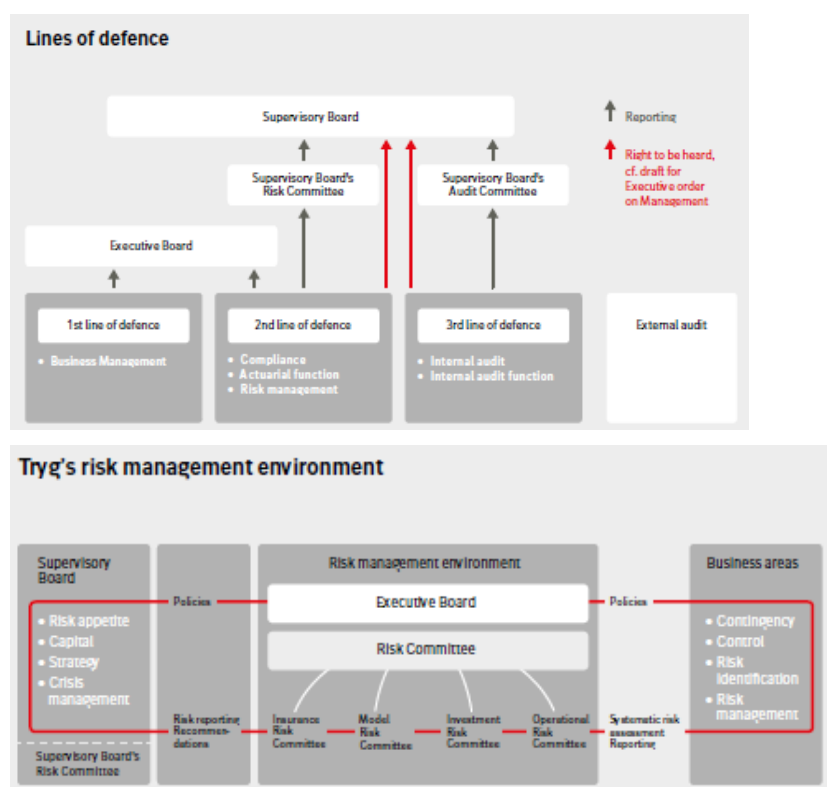 Lines of defence
Supervisory Board
Reporting
Right to be heard,
cf. draft for
Executive order
on Management
Supervisory Board's
Risk Committee
Supervisory Board's
Audit Committee
Executive Board
1st line of defence
• Business Management
2nd line of defence
• Compliance
• Actuarial function
• Risk management
3rd line of defence
• Internal audit
• Internal audit function
External audit
Tryg's risk management environment
Supervisory
Board
• Risk appetite
• Capital
• Strategy
• Crisis
management
Supervisory Board's
Risk Committee
Policies
Risk reporting
Recommen-
dations
Risk management environment
Executive Board
Risk Committee
Insurance
Risk
Committee
Model
Risk
Committee
Investment
Risk
Committee
Operational
Risk
Committee
Policies
Systematic risk
assessment
Reporting
Business areas
• Contingency
• Control
• Risk
identification
• Risk
management